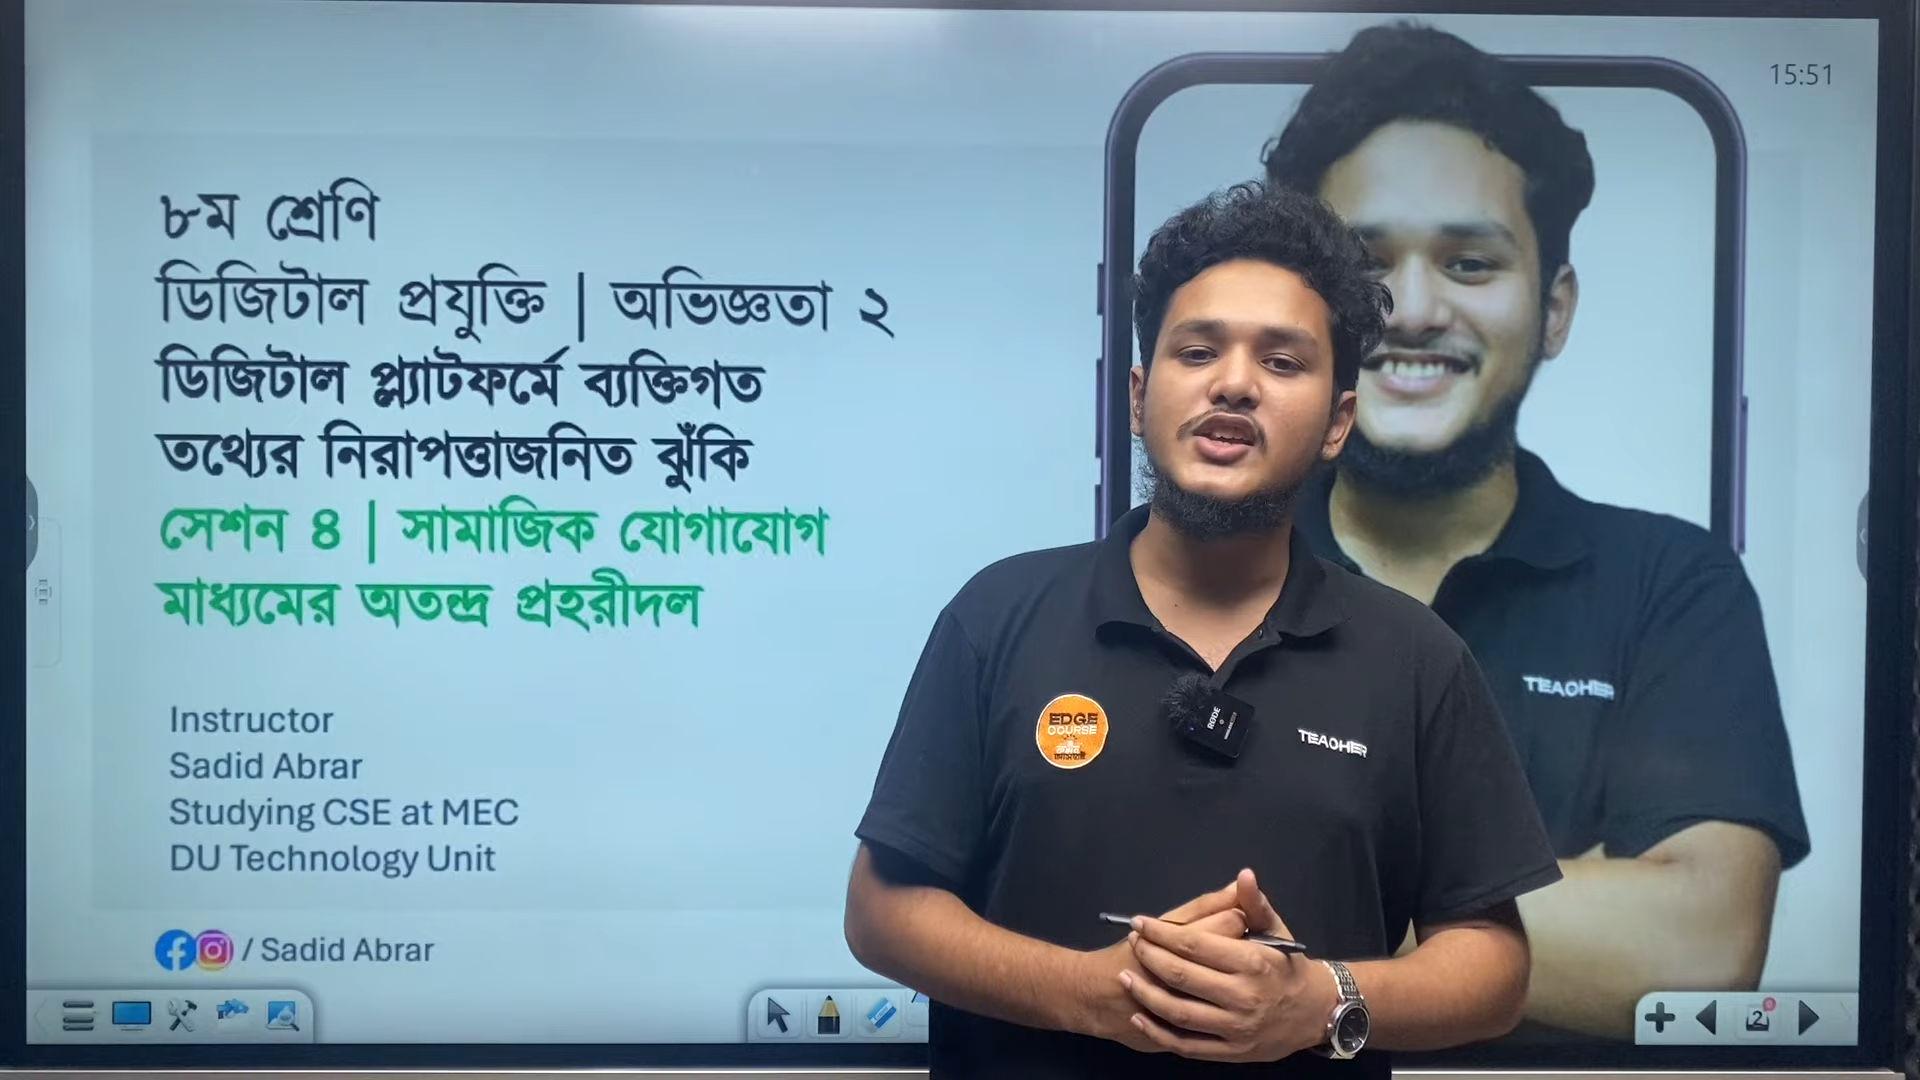 15:51
৮ম শ্রেণি
ডিজিটাল প্রযুক্তি | অভিজ্ঞতা ২
ডিজিটাল প্ল্যাটফর্মে ব্যক্তিগত
তথ্যের নিরাপত্তাজনিত ঝুঁকি
সেশন ৪ | সামাজিক যোগাযোগ
মাধ্যমের অতন্দ্র প্রহরীদল
Instructor
Sadid Abrar
Studying CSE at MEC
DU Technology Unit
/ Sadid Abrar
TEACHER
EDGE
COURSE
RODE
TEACHER
2